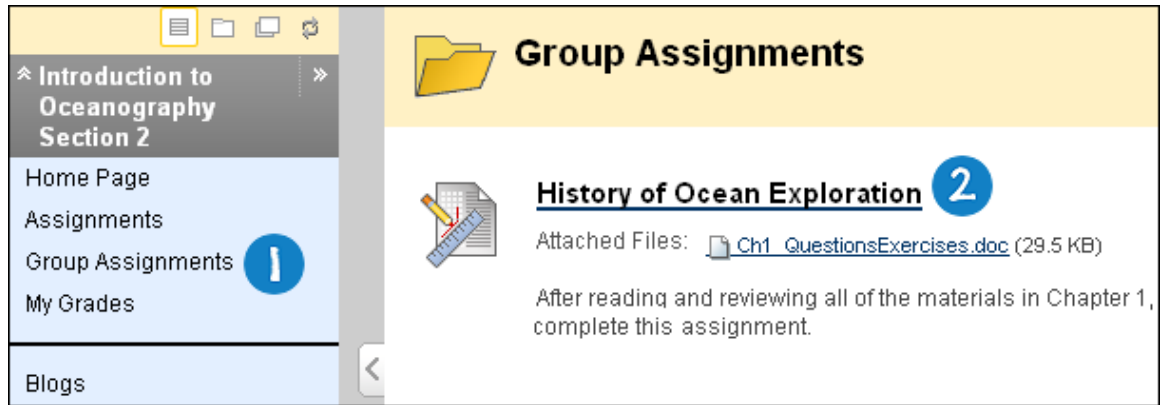 Introduction to
Oceanography
Section 2
Home Page
Assignments
Group Assignments 1
My Grades
Blogs
Group Assignments
History of Ocean Exploration 2
Attached Files: Ch1_QuestionsExercises.doc (29.5 KB)
After reading and reviewing all of the materials in Chapter 1,
complete this assignment.